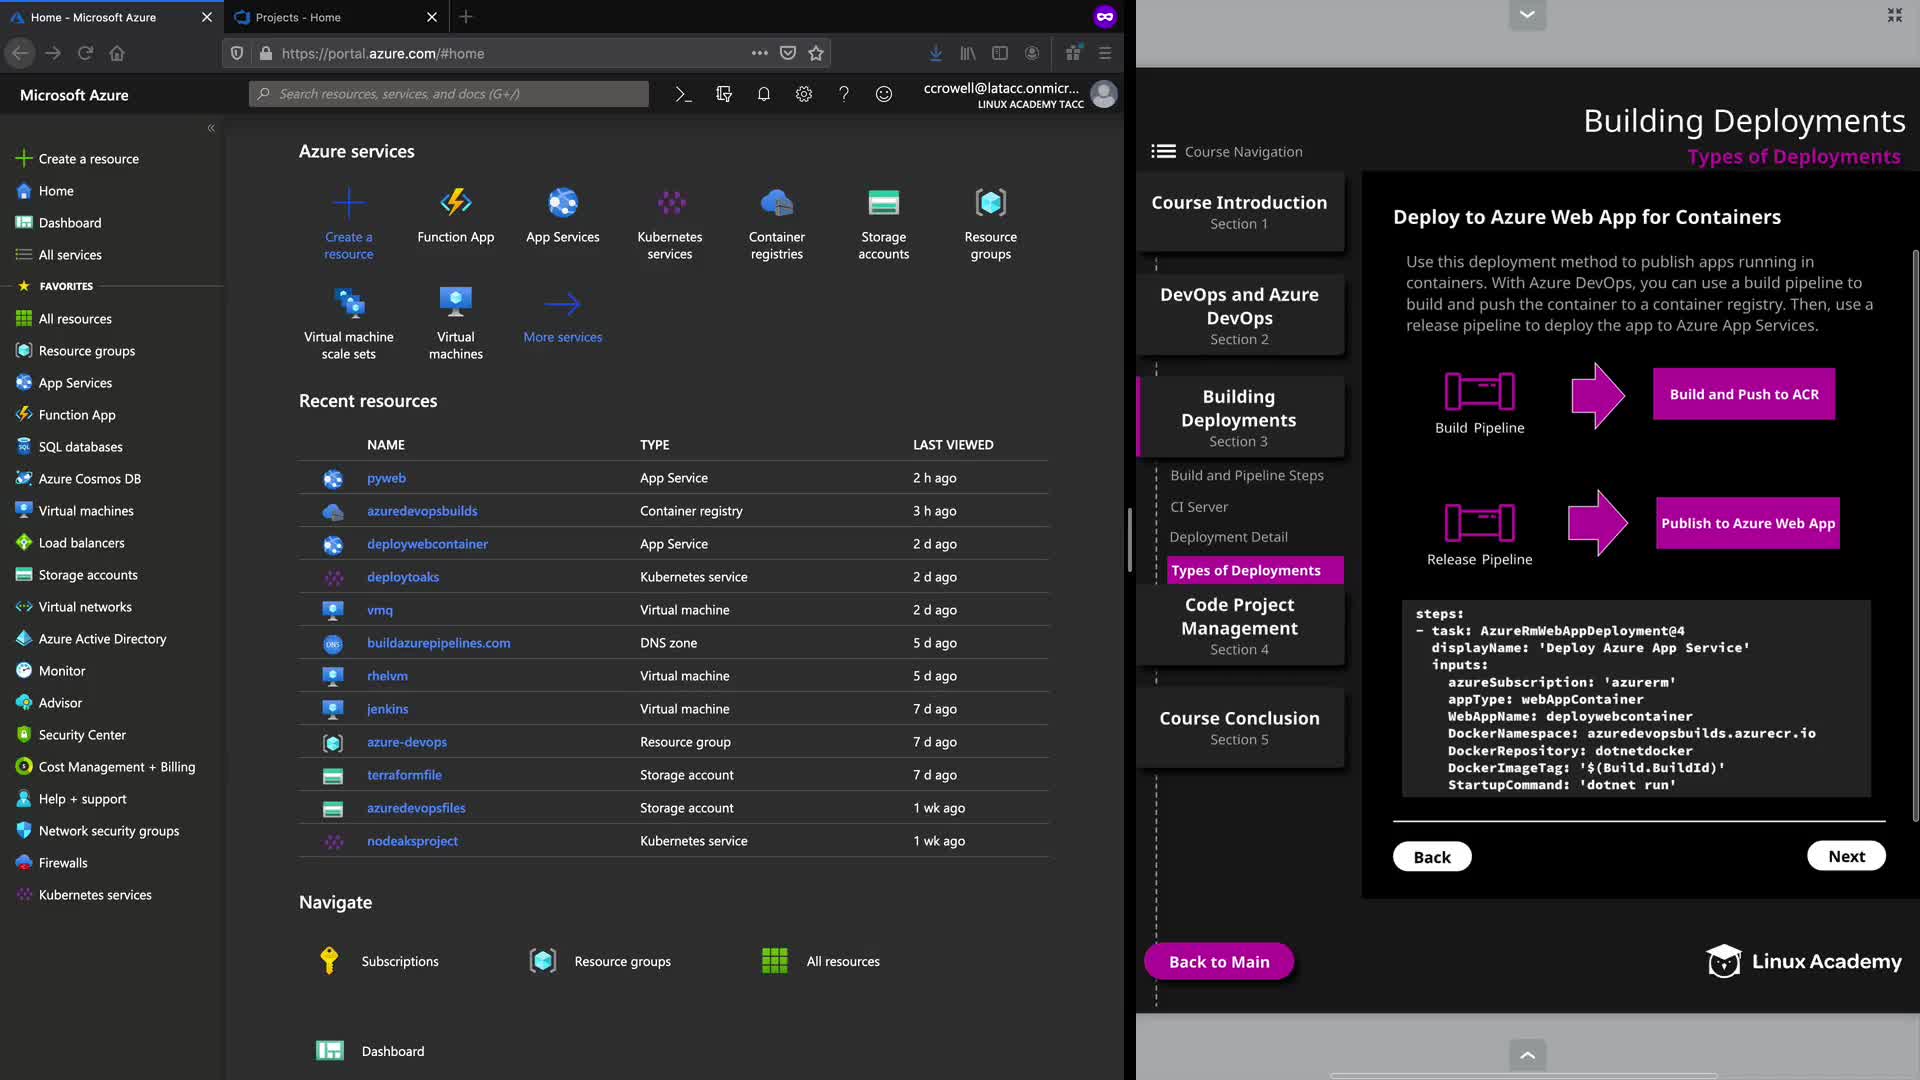 Home - Microsoft Azure
Projects - Home
https://portal.azure.com/#home
Microsoft Azure
Search resources, services, and docs (G+/)
ccrowell@latacc.onmicr...
LINUX ACADEMY TACC
Create a resource
Home
Dashboard
All services
FAVORITES
All resources
Resource groups
App Services
Function App
SQL databases
Azure Cosmos DB
Virtual machines
Load balancers
Storage accounts
Virtual networks
Azure Active Directory
Monitor
Advisor
Security Center
Cost Management + Billing
Help + support
Network security groups
Firewalls
Kubernetes services
Azure services
Create a
resource
Function App
App Services
Kubernetes
services
Container
registries
Storage
accounts
Resource
groups
Virtual machine
scale sets
Virtual
machines
More services
Recent resources
NAME TYPE LAST VIEWED
pyweb App Service 2 h ago
azuredevopsbuilds Container registry 3 h ago
deploywebcontainer App Service 2 d ago
deploytoaks Kubernetes service 2 d ago
vmq Virtual machine 2 d ago
buildazurepipelines.com DNS zone 5 d ago
rhelvm Virtual machine 5 d ago
jenkins Virtual machine 7 d ago
azure-devops Resource group 7 d ago
terraformfile Storage account 7 d ago
azuredevopsfiles Storage account 1 wk ago
nodeaksproject Kubernetes service 1 wk ago
Navigate
Subscriptions
Resource groups
All resources
Dashboard
Building Deployments
Types of Deployments
Course Navigation
Course Introduction
Section 1
DevOps and Azure
DevOps
Section 2
Building
Deployments
Section 3
Build and Pipeline Steps
CI Server
Deployment Detail
Types of Deployments
Code Project
Management
Section 4
Course Conclusion
Section 5
Back to Main
Deploy to Azure Web App for Containers
Use this deployment method to publish apps running in
containers. With Azure DevOps, you can use a build pipeline to
build and push the container to a container registry. Then, use a
release pipeline to deploy the app to Azure App Services.
Build Pipeline
Build and Push to ACR
Release Pipeline
Publish to Azure Web App
steps:
- task: AzureRmWebAppDeployment@4
displayName: 'Deploy Azure App Service'
inputs:
azureSubscription: 'azurerm'
appType: webAppContainer
WebAppName: deploywebcontainer
DockerNamespace: azuredevopsbuilds.azurecr.io
DockerRepository: dotnetdocker
DockerImageTag: '$(Build.BuildId)'
StartupCommand: 'dotnet run'
Back
Next
Linux Academy